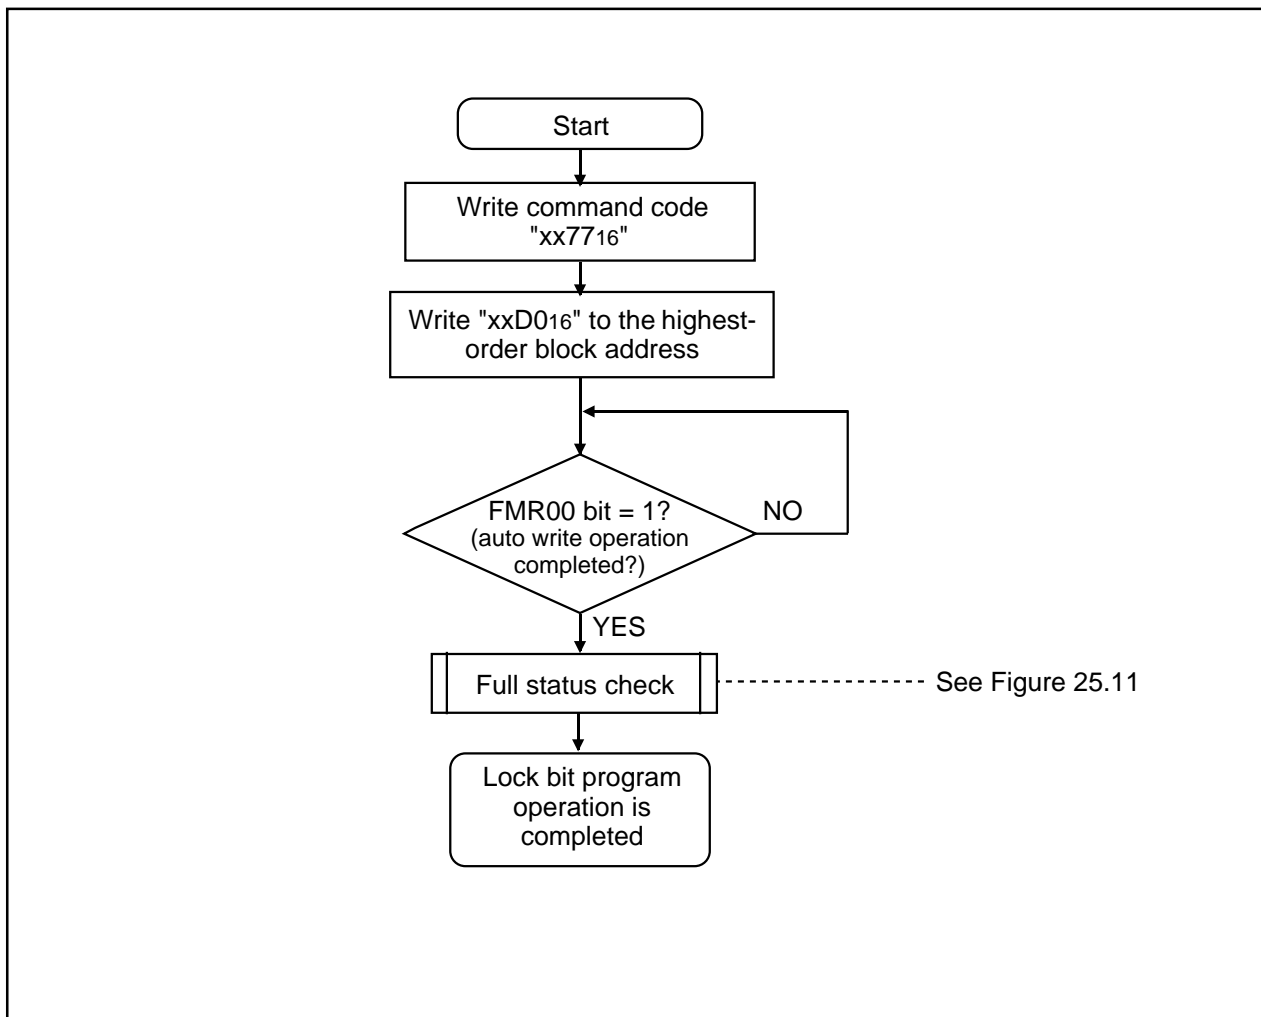 Start
Write command code
"xx7716"
Write "xxD016" to the highest-
order block address
FMR00 bit = 1?
(auto write operation
completed?)
NO
YES
Full status check
See Figure 25.11
Lock bit program
operation is
completed